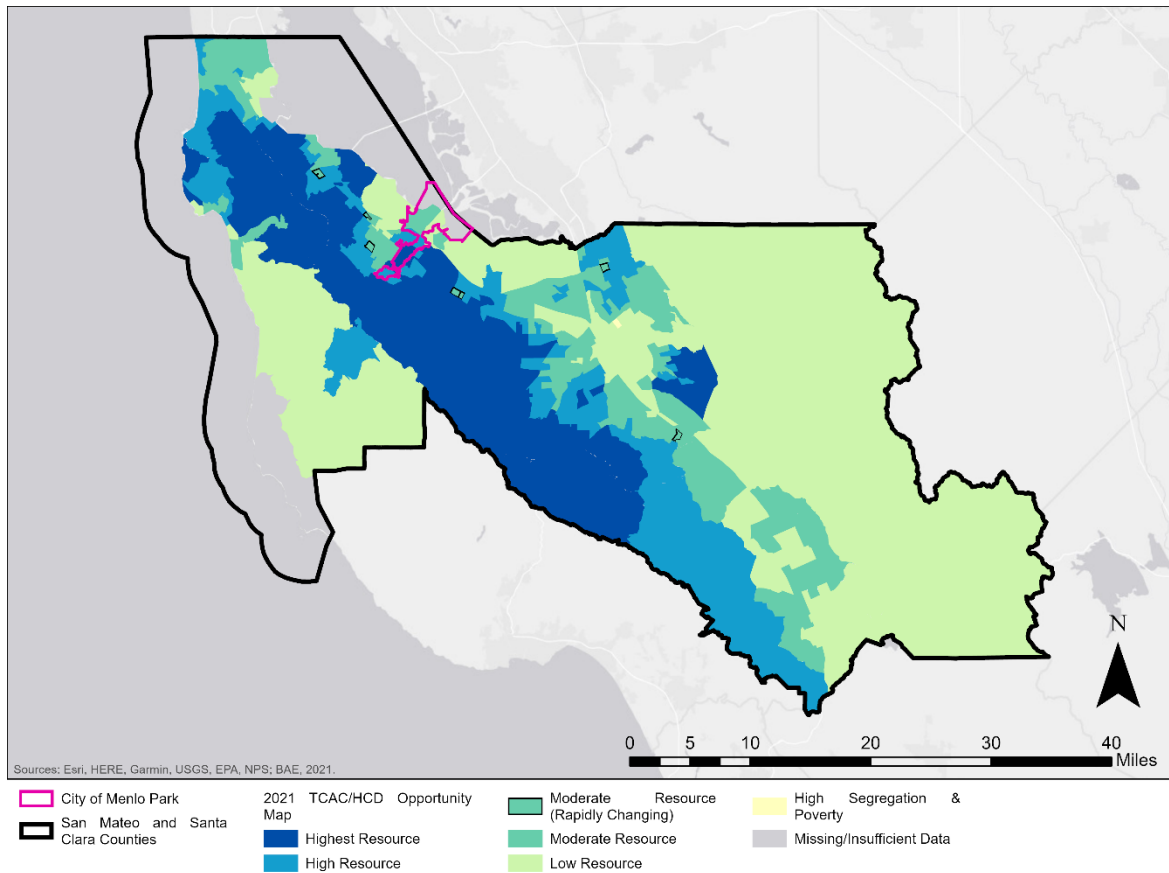 N
0 5 10 20 30 40
Miles
Sources: Esri, HERE, Garmin, USGS, EPA, NPS; BAE, 2021.
City of Menlo Park
San Mateo and Santa
Clara Counties
2021 TCAC/HCD Opportunity
Map
Highest Resource
High Resource
Moderate Resource
(Rapidly Changing)
Moderate Resource
Low Resource
High Segregation &
Poverty
Missing/Insufficient Data